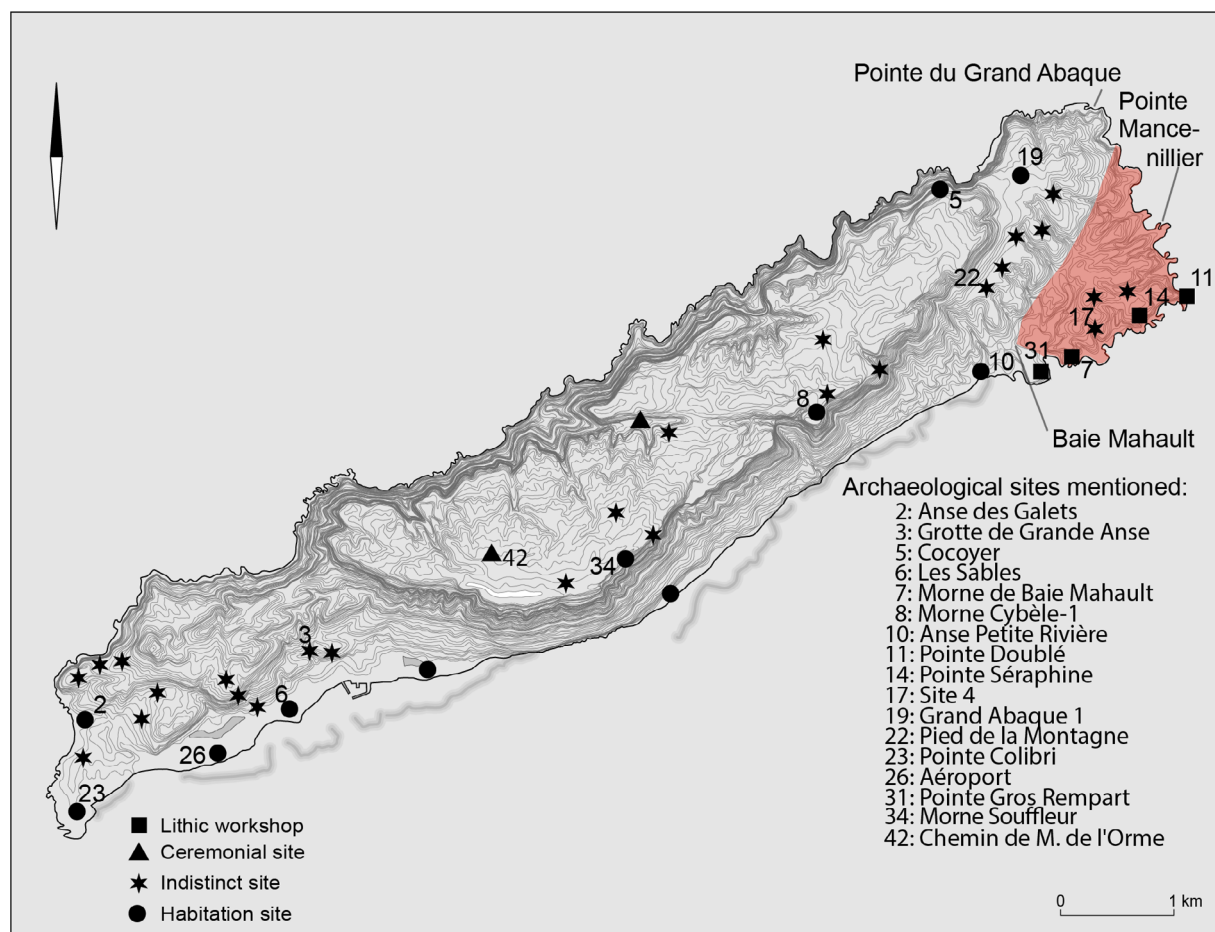 Pointe du Grand Abaque
Pointe
Mance-
nillier
19
5
22
11
14
17
31
10
7
8
Baie Mahault
42
34
3
6
2
26
23
Archaeological sites mentioned:
2: Anse des Galets
3: Grotte de Grande Anse
5: Cocoyer
6: Les Sables
7: Morne de Baie Mahault
8: Morne Cybèle-1
10: Anse Petite Rivière
11: Pointe Doublé
14: Pointe Séraphine
17: Site 4
19: Grand Abaque 1
22: Pied de la Montagne
23: Pointe Colibri
26: Aéroport
31: Pointe Gros Rempart
34: Morne Souffleur
42: Chemin de M. de l'Orme
Lithic workshop
Ceremonial site
Indistinct site
Habitation site
0 1 km